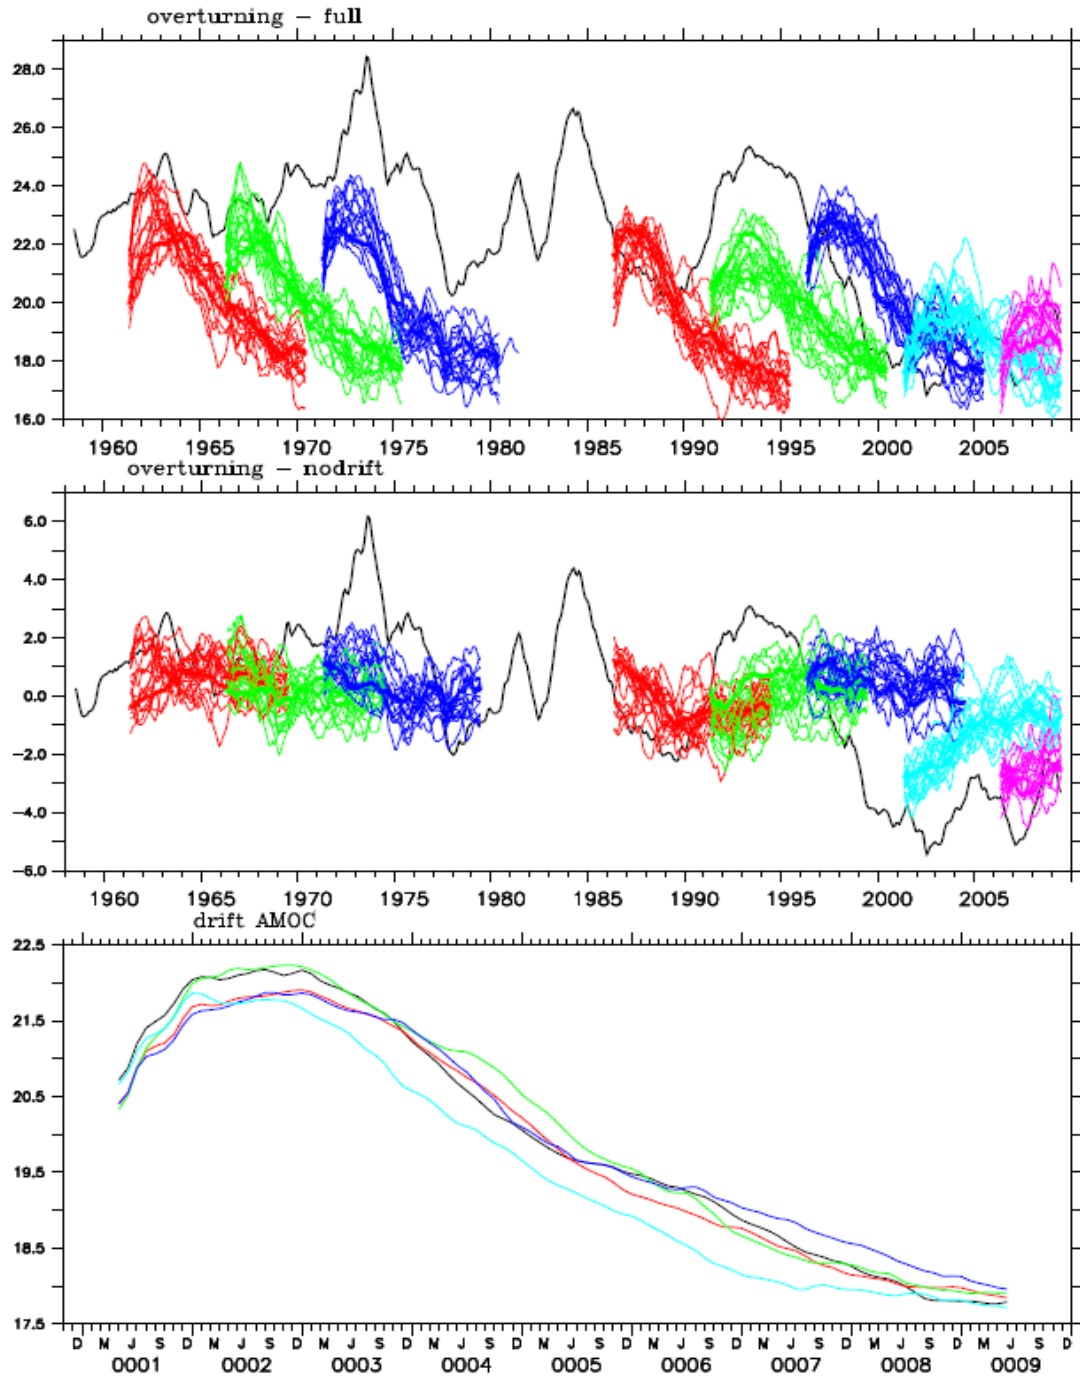 overturning – full
28.0
26.0
24.0
22.0
20.0
18.0
16.0
1960 1965 1970 1975 1980 1985 1990 1995 2000 2005
overturning – nodrift
6.0
4.0
2.0
0.0
-2.0
-4.0
-6.0
1960 1965 1970 1975 1980 1985 1990 1995 2000 2005
drift AMOC
22.5
21.5
20.5
19.5
18.5
17.5
D M J S D M J S D M J S D M J S D M J S D M J S D M J S D M J S D M J S D
0001 0002 0003 0004 0005 0006 0007 0008 0009